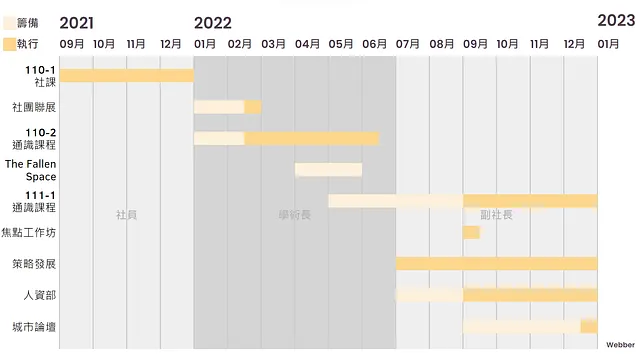 籌備
執行
2021
2022
2023
09月 10月 11月 12月 01月 02月 03月 04月 05月 06月 07月 08月 09月 10月 11月 12月 01月
110-1
社課
社團聯展
110-2
通識課程
The Fallen
Space
111-1
通識課程
社員
學術長
副社長
焦點工作坊
策略發展
人資部
城市論壇
Webber